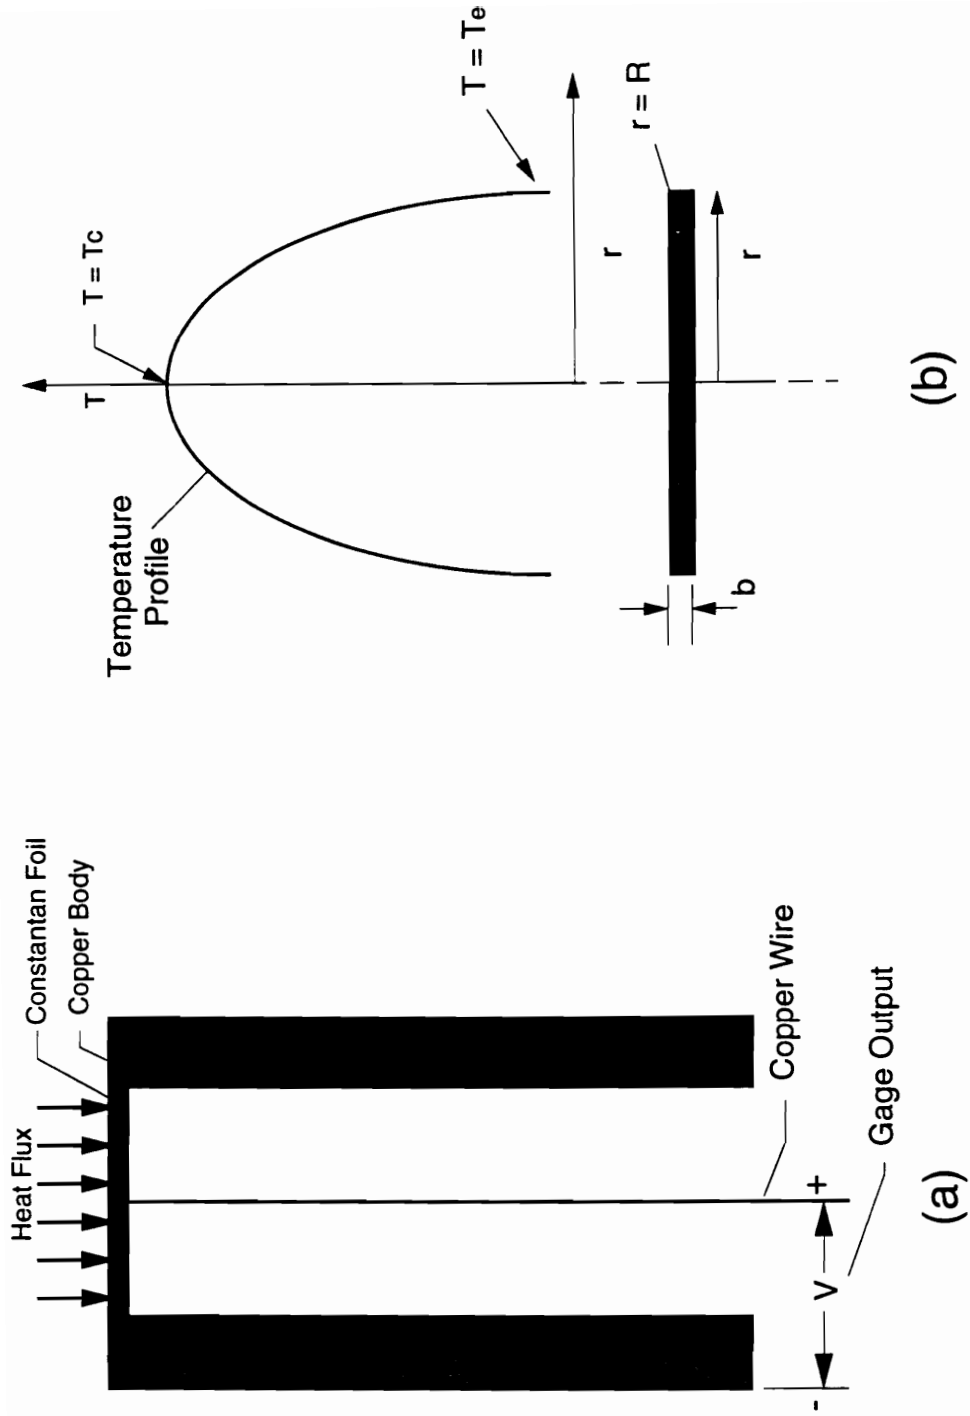 Heat Flux
Constantan Foil
Copper Body
Copper Wire
+
V
-
Gage Output
(a)
T
T = Tc
Temperature
Profile
T = Te
r
r = R
r
b
(b)